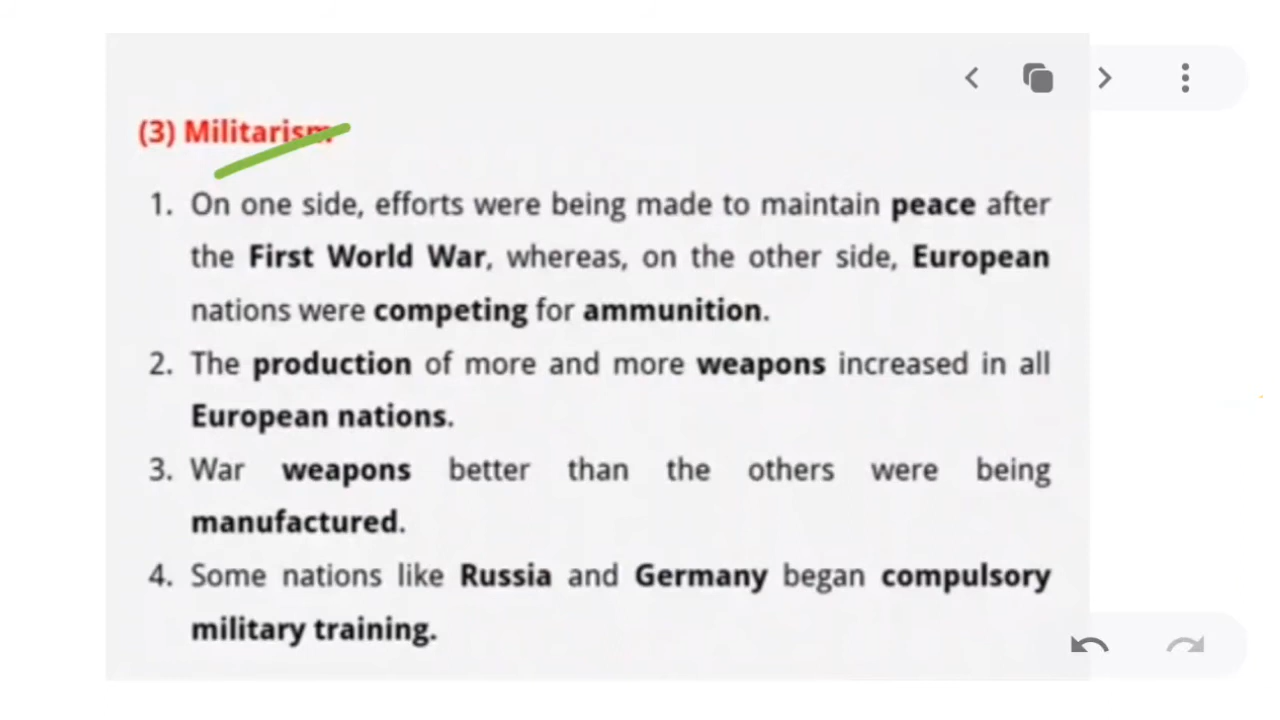 (3) Militarism
1. On one side, efforts were being made to maintain peace after
the First World War, whereas, on the other side, European
nations were competing for ammunition.
2. The production of more and more weapons increased in all
European nations.
3. War weapons better than the others were being
manufactured.
4. Some nations like Russia and Germany began compulsory
military training.